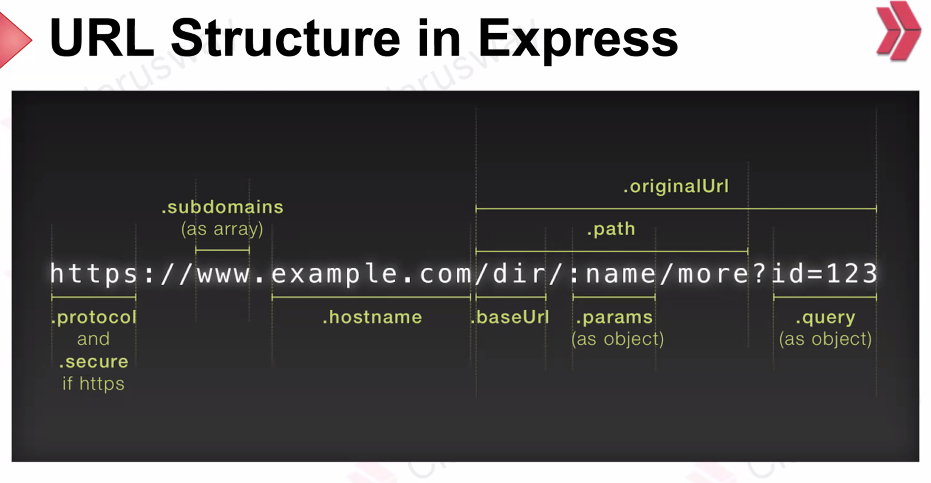 URL Structure in Express
.originalUrl
.subdomains
(as array)
.path
https://www.example.com/dir/:name/more?id=123
.protocol
and
.secure
if https
.hostname
.baseUrl
.params
(as object)
.query
(as object)